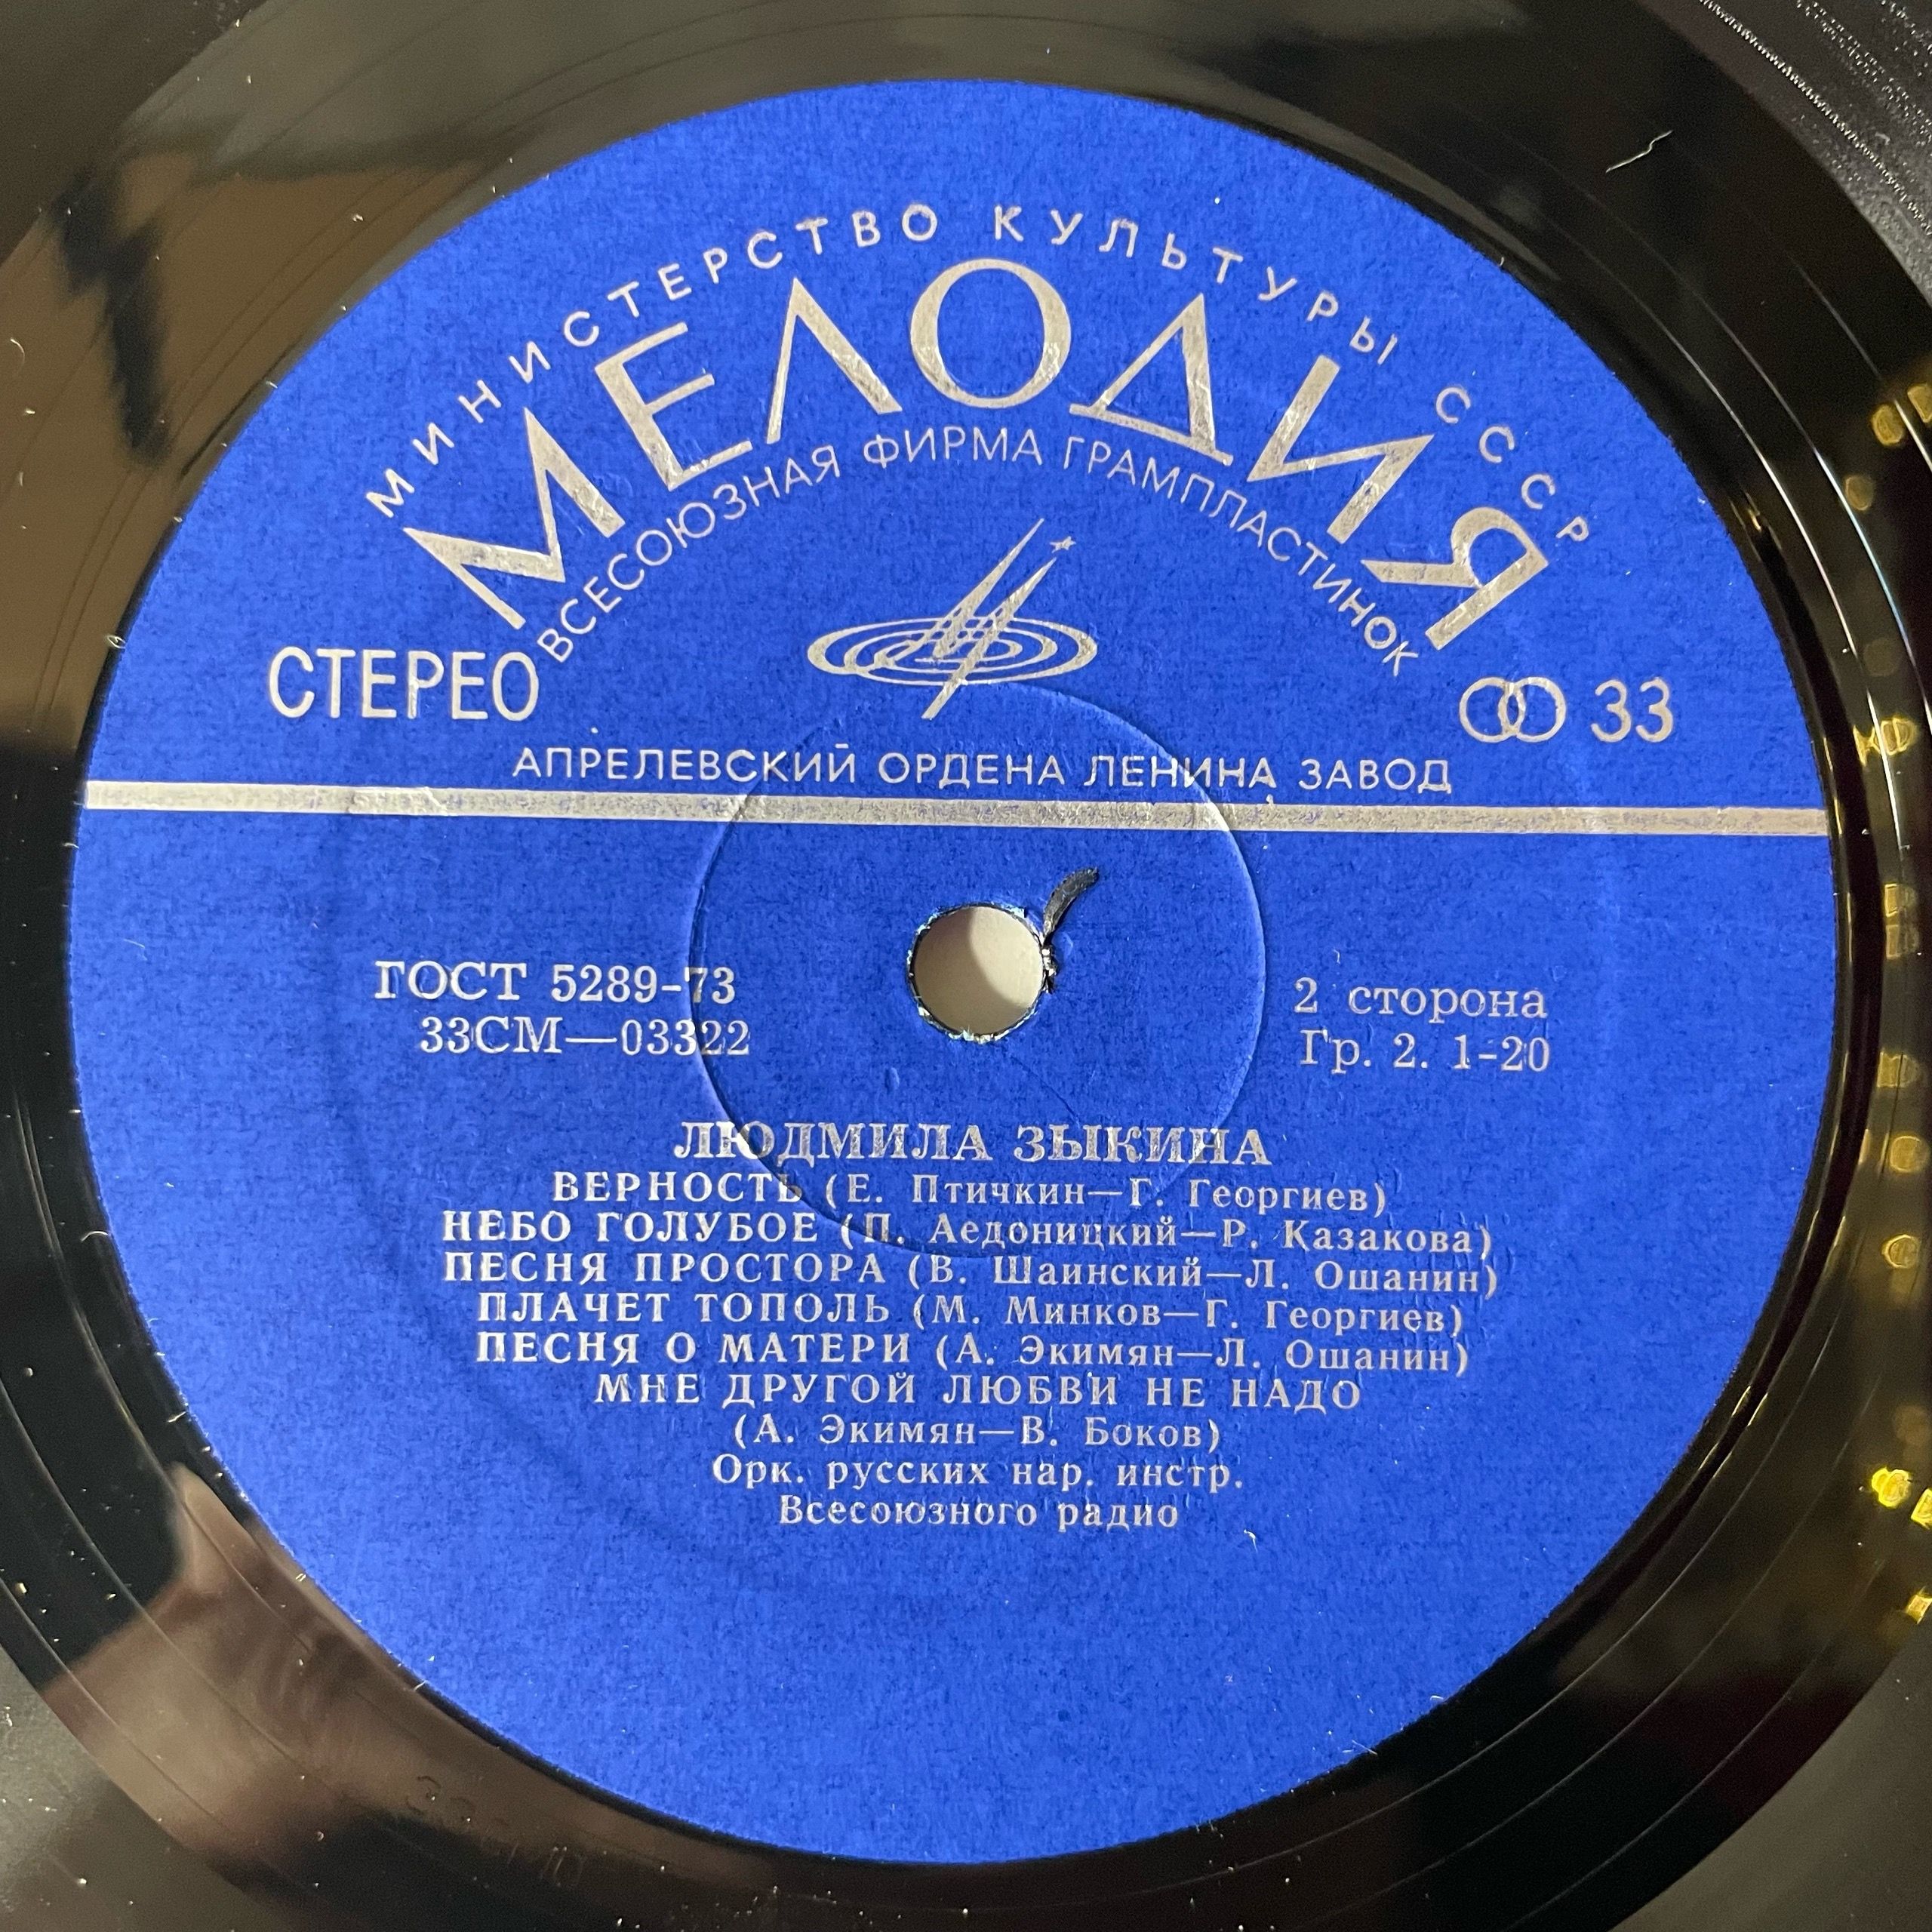 МИНИСТЕРСТВО КУЛЬТУРЫ СССР
МЕЛОДИЯ
ВСЕСОЮЗНАЯ ФИРМА ГРАМПЛАСТИНОК
СТЕРЕО
33
АПРЕЛЕВСКИЙ ОРДЕНА ЛЕНИНА ЗАВОД
ГОСТ 5289-73
33СМ—03322
2 сторона
Гр. 2. 1-20
ЛЮДМИЛА ЗЫКИНА
ВЕРНОСТЬ (Е. Птичкин—Г. Георгиев)
НЕБО ГОЛУБОЕ (П. Аедоницкий—Р. Казакова)
ПЕСНЯ ПРОСТОРА (В. Шаинский—Л. Ошанин)
ПЛАЧЕТ ТОПОЛЬ (М. Минков—Г. Георгиев)
ПЕСНЯ О МАТЕРИ (А. Экимян—Л. Ошанин)
МНЕ ДРУГОЙ ЛЮБВИ НЕ НАДО
(А. Экимян—В. Боков)
Орк. русских нар. инстр.
Всесоюзного радио